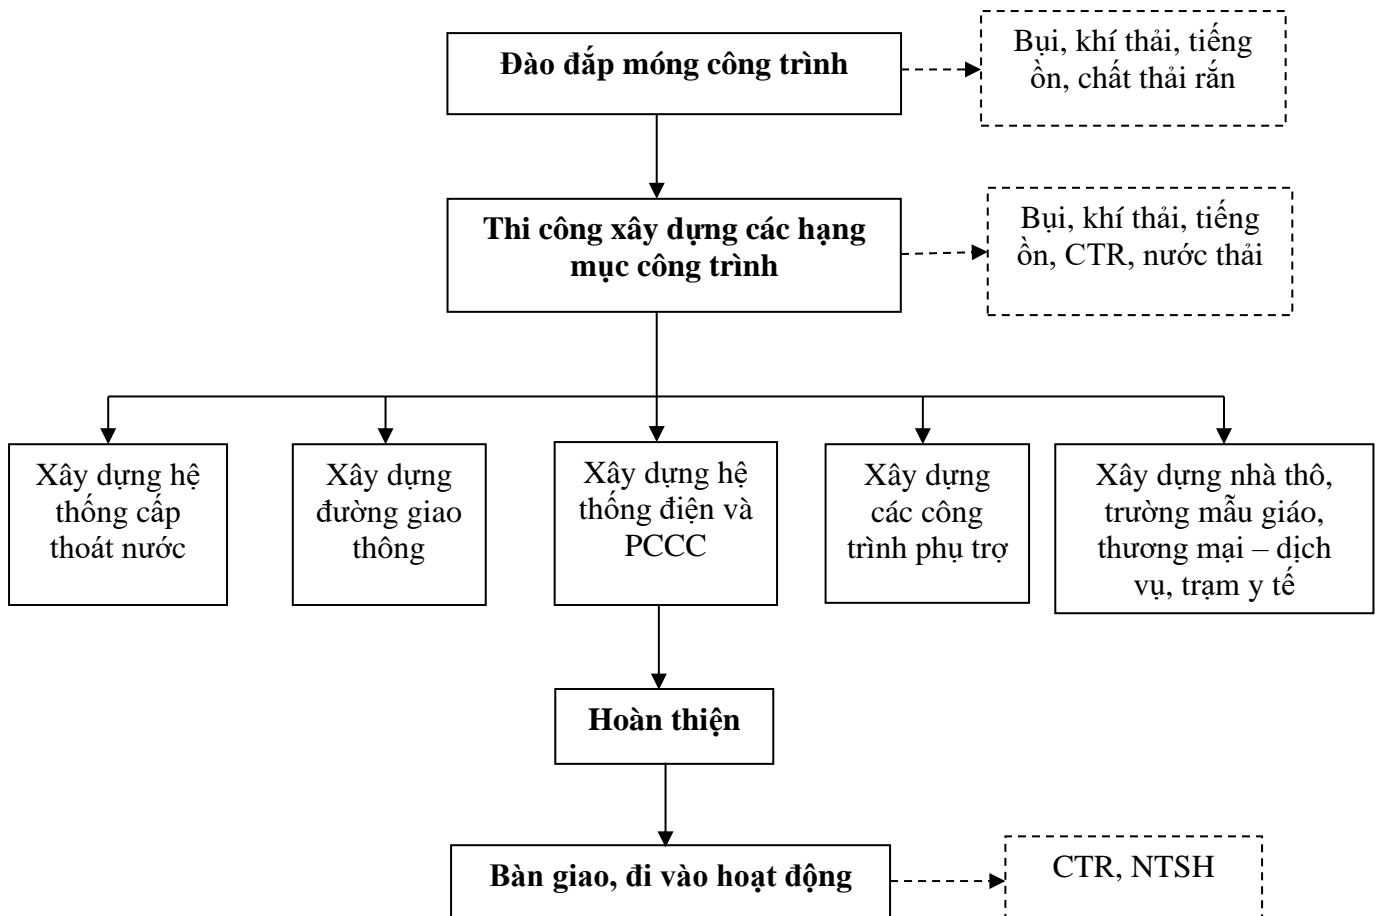 Đào đắp móng công trình
Bụi, khí thải, tiếng
ồn, chất thải rắn
Thi công xây dựng các hạng
mục công trình
Bụi, khí thải, tiếng
ồn, CTR, nước thải
Xây dựng hệ
thống cấp
thoát nước
Xây dựng
đường giao
thông
Xây dựng hệ
thống điện và
PCCC
Xây dựng
các công
trình phụ trợ
Xây dựng nhà thô,
trường mẫu giáo,
thương mại – dịch
vụ, trạm y tế
Hoàn thiện
Bàn giao, đi vào hoạt động
CTR, NTSH